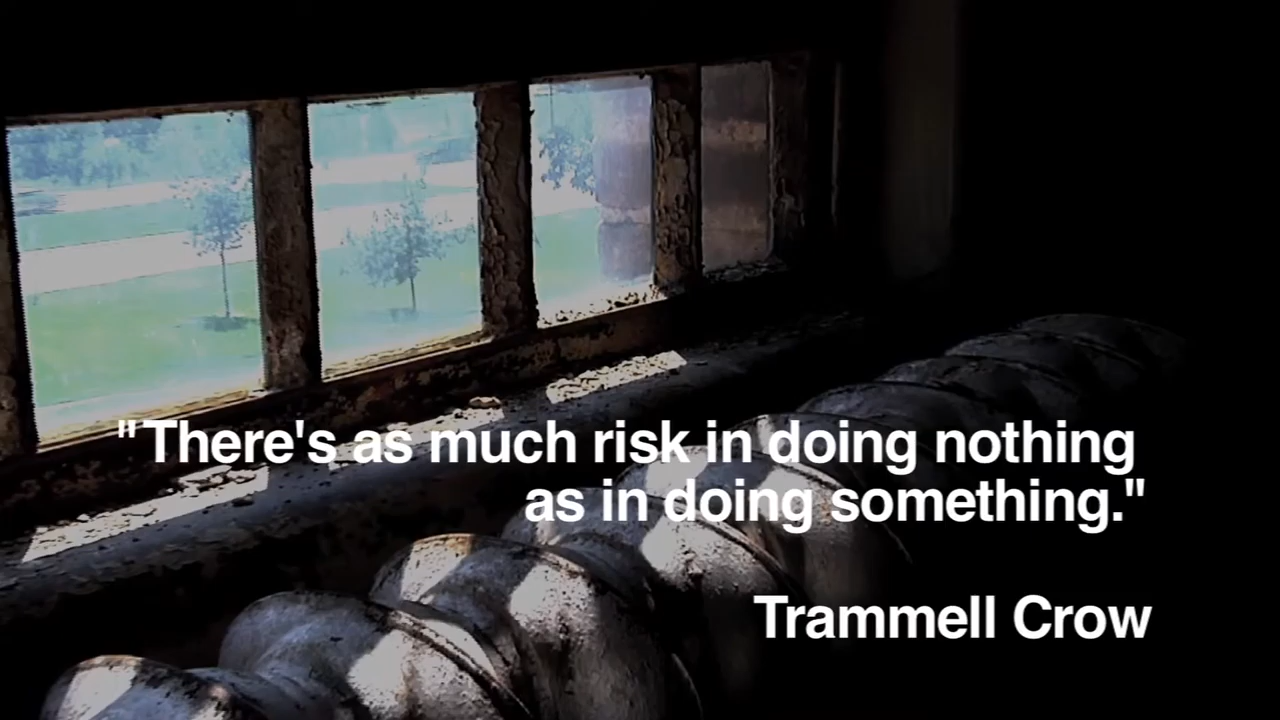 "There's as much risk in doing nothing
as in doing something."
Trammell Crow